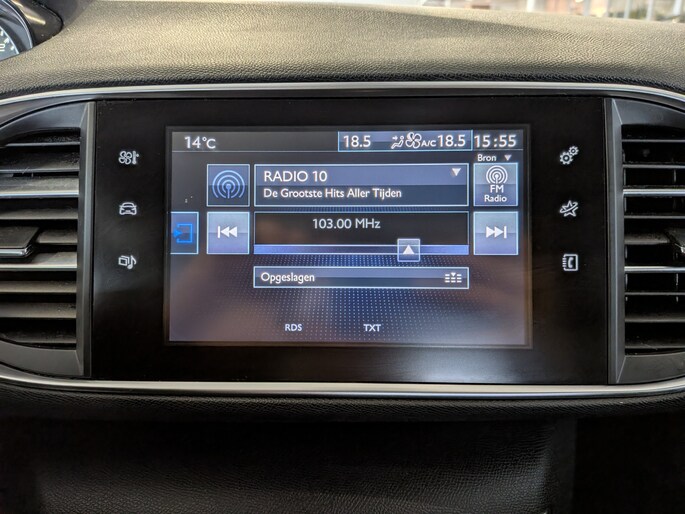 14°C
18.5 A/C 18.5 15:55
Bron
RADIO 10
De Grootste Hits Aller Tijden
FM
Radio
103.00 MHz
Opgeslagen
RDS TXT